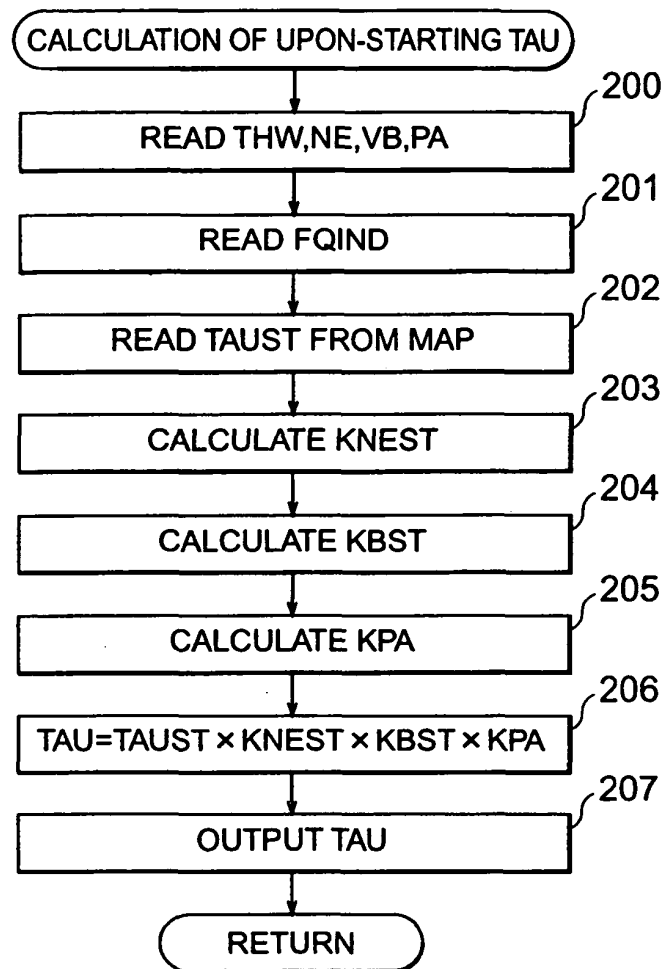 CALCULATION OF UPON-STARTING TAU
200
READ THW,NE,VB,PA
201
READ FQIND
202
READ TAUST FROM MAP
203
CALCULATE KNEST
204
CALCULATE KBST
205
CALCULATE KPA
206
TAU=TAUST × KNEST × KBST × KPA
207
OUTPUT TAU
RETURN